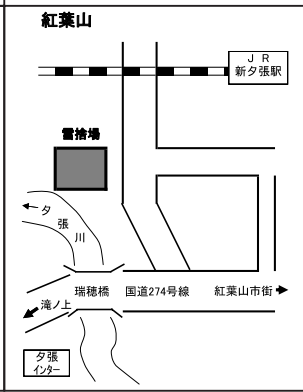 紅葉山
ＪＲ
新夕張駅
雪捨場
夕張川
瑞穂橋
国道274号線
紅葉山市街
滝ノ上
夕張
インター